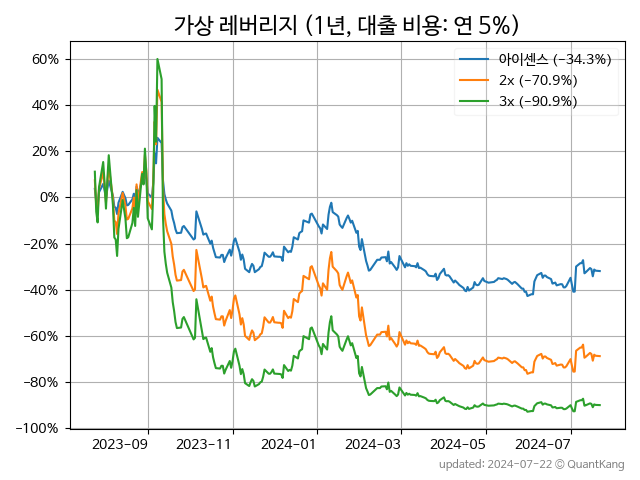 가상 레버리지 (1년, 대출 비용: 연 5%)
아이센스 (-34.3%)
2x (-70.9%)
3x (-90.9%)
60%
40%
20%
0%
-20%
-40%
-60%
-80%
-100%
2023-09 2023-11 2024-01 2024-03 2024-05 2024-07
updated: 2024-07-22 © QuantKang